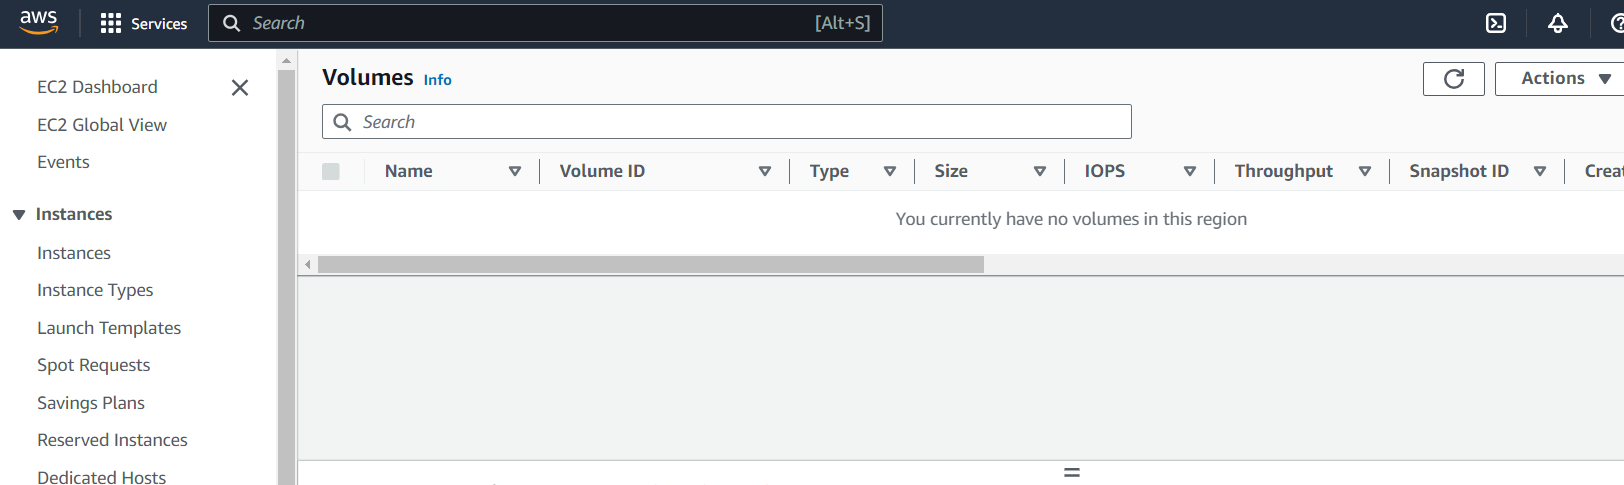 aws Services Search [Alt+S]
EC2 Dashboard
EC2 Global View
Events
Instances
Instances
Instance Types
Launch Templates
Spot Requests
Savings Plans
Reserved Instances
Dedicated Hosts
Volumes Info
Actions
Search
Name Volume ID Type Size IOPS Throughput Snapshot ID Creat
You currently have no volumes in this region